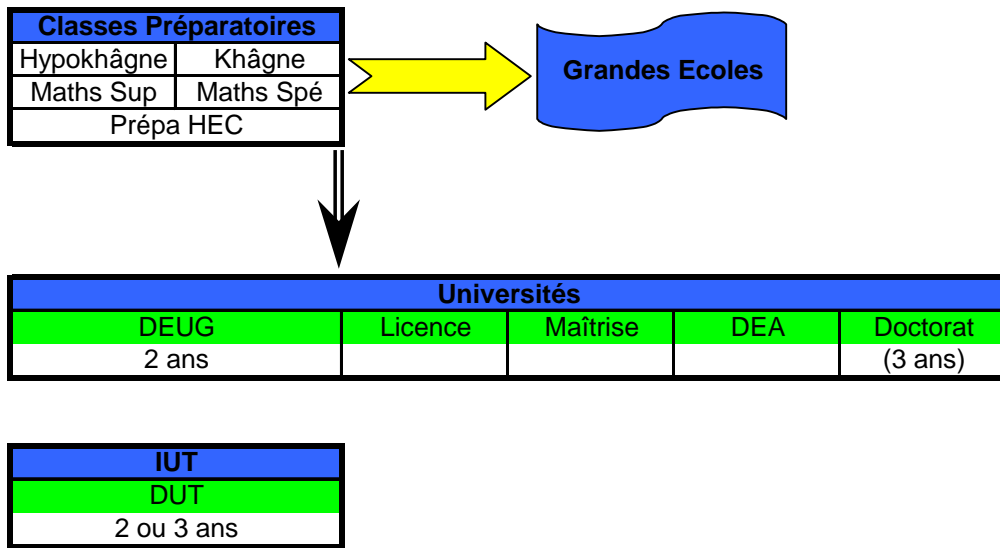 Classes Préparatoires
Hypokhâgne Khâgne
Maths Sup Maths Spé
Prépa HEC
Grandes Ecoles
Universités
DEUG Licence Maîtrise DEA Doctorat
2 ans (3 ans)
IUT
DUT
2 ou 3 ans